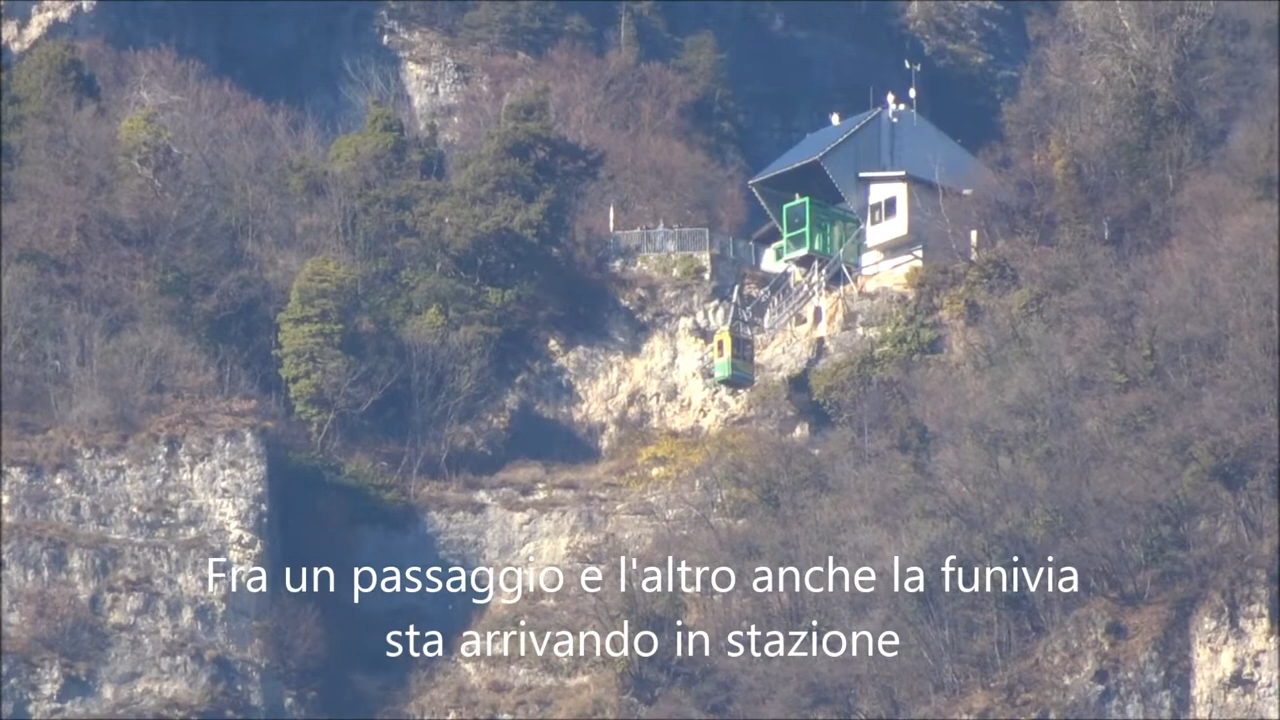 Fra un passaggio e l'altro anche la funivia
sta arrivando in stazione